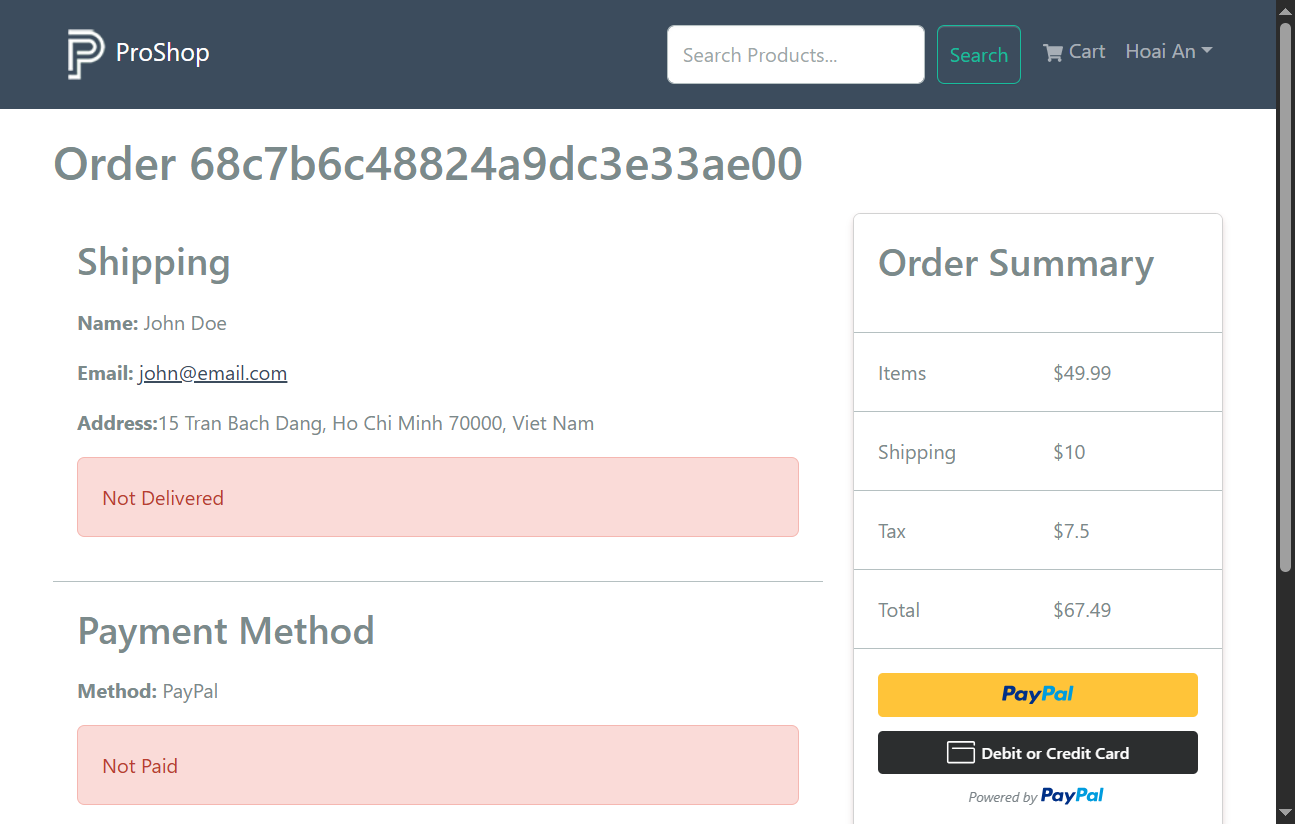 ProShop
Search Products...
Search
Cart
Hoai An
Order 68c7b6c48824a9dc3e33ae00
Shipping
Name: John Doe
Email: john@email.com
Address:15 Tran Bach Dang, Ho Chi Minh 70000, Viet Nam
Not Delivered
Payment Method
Method: PayPal
Not Paid
Order Summary
Items $49.99
Shipping $10
Tax $7.5
Total $67.49
PayPal
Debit or Credit Card
Powered by PayPal